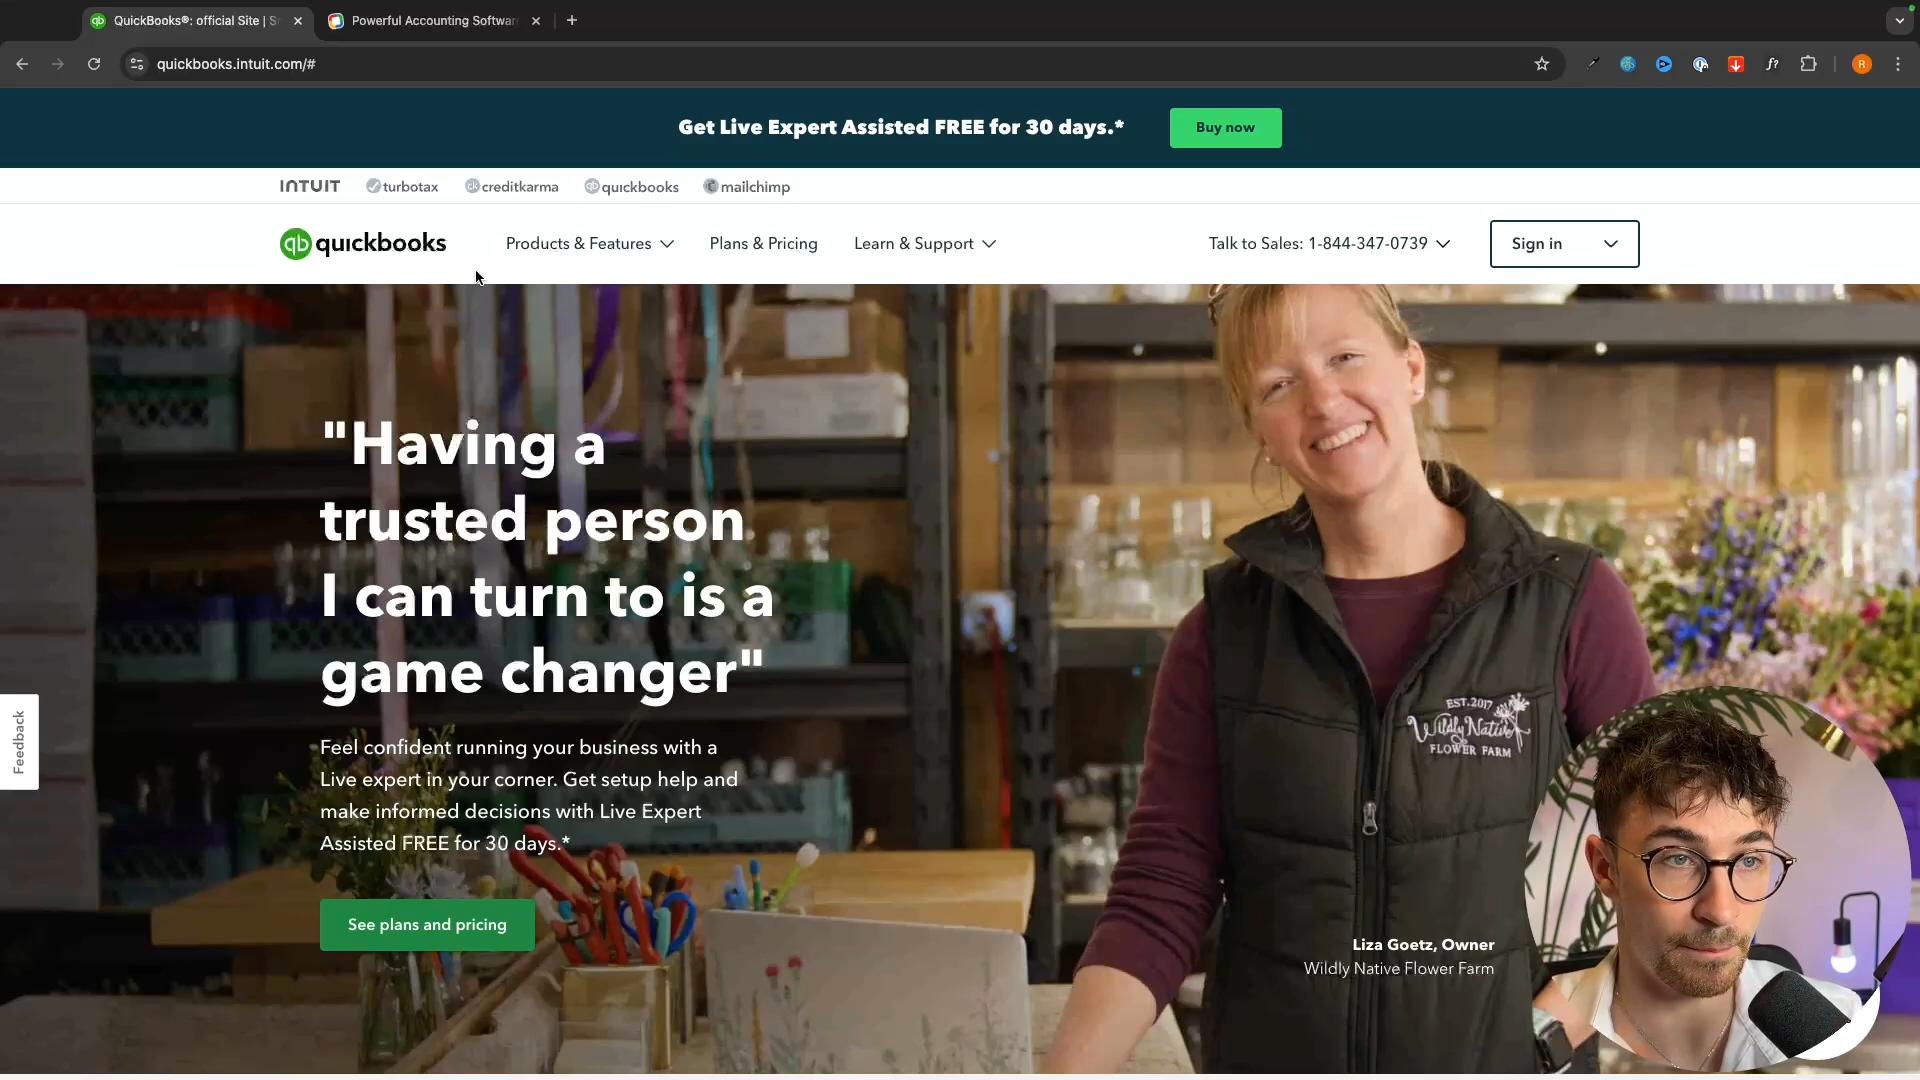 QuickBooks®: official Site | S
Powerful Accounting Softwar
quickbooks.intuit.com/#
R
Get Live Expert Assisted FREE for 30 days.*
Buy now
INTUIT
turbotax
creditkarma
quickbooks
mailchimp
quickbooks
Products & Features
Plans & Pricing
Learn & Support
Talk to Sales: 1-844-347-0739
Sign in
"Having a
trusted person
I can turn to is a
game changer"
Feel confident running your business with a
Live expert in your corner. Get setup help and
make informed decisions with Live Expert
Assisted FREE for 30 days.*
See plans and pricing
Feedback
EST. 2017
Wildly Native
FLOWER FARM
Liza Goetz, Owner
Wildly Native Flower Farm